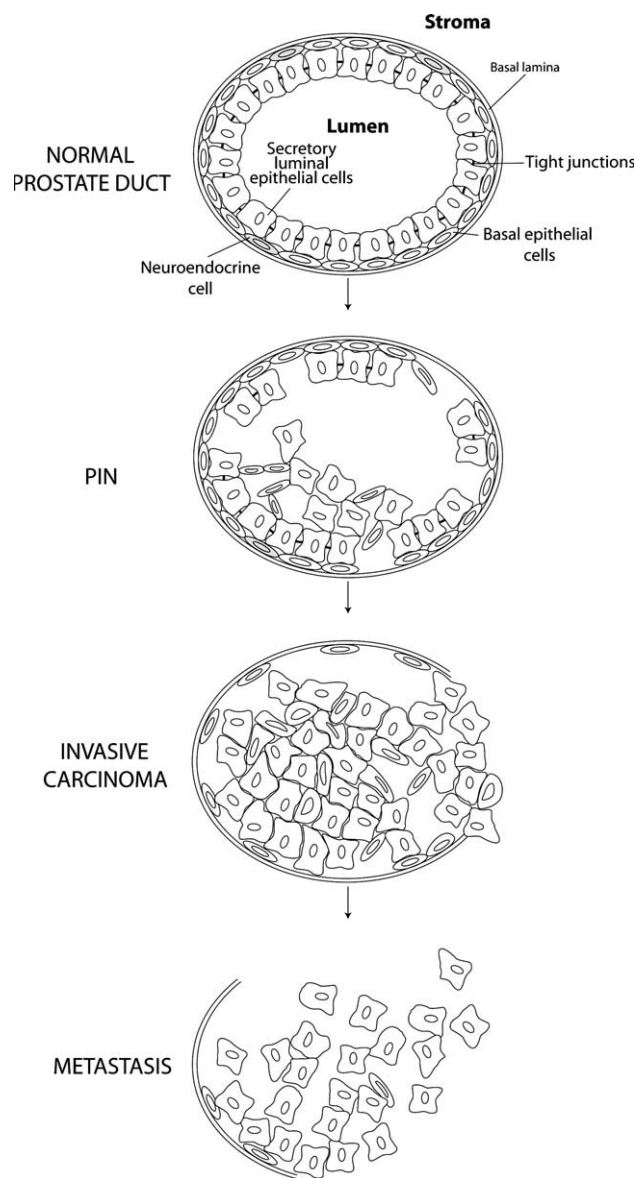 Stroma
Basal lamina
Lumen
Secretory
luminal
epithelial cells
NORMAL
PROSTATE DUCT
Tight junctions
Basal epithelial
cells
Neuroendocrine
cell
PIN
INVASIVE
CARCINOMA
METASTASIS